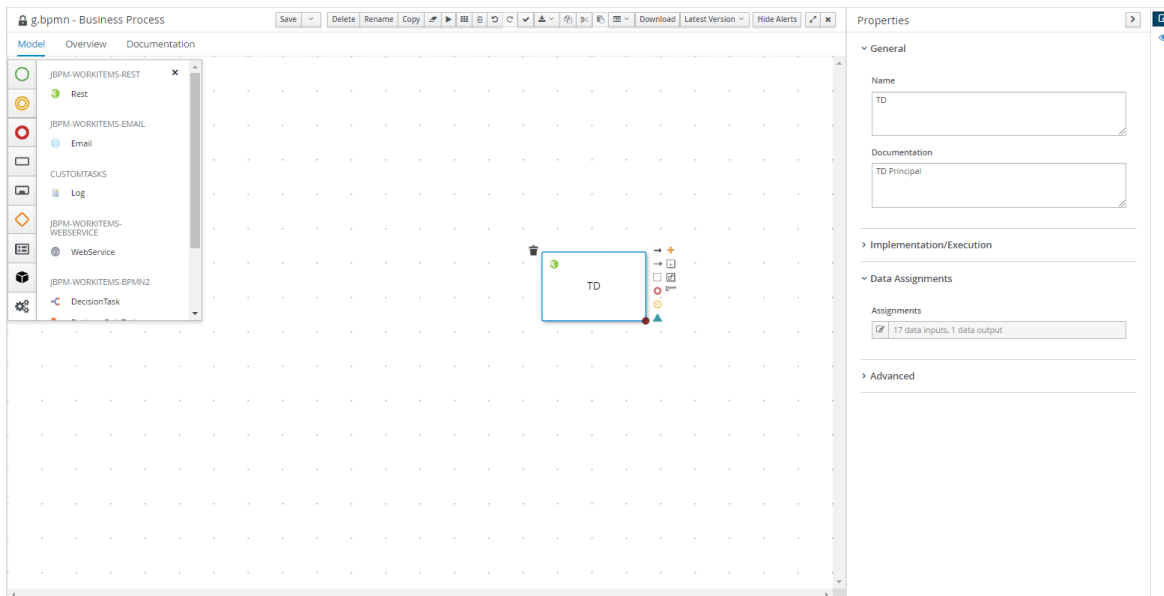 g.bpmn - Business Process
Save
Delete
Rename
Copy
Download
Latest Version
Hide Alerts
Model
Overview
Documentation
JBPM-WORKITEMS-REST
Rest
JBPM-WORKITEMS-EMAIL
Email
CUSTOMTASKS
Log
JBPM-WORKITEMS-
WEBSERVICE
WebService
JBPM-WORKITEMS-BPMN2
DecisionTask
TD
Properties
General
Name
TD
Documentation
TD Principal
Implementation/Execution
Data Assignments
Assignments
17 data inputs, 1 data output
Advanced